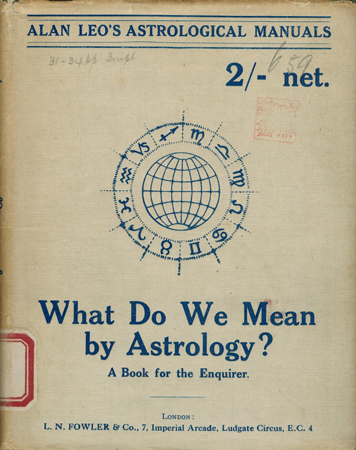 ALAN LEO'S ASTROLOGICAL MANUALS
2/- net.
What Do We Mean
by Astrology?
A Book for the Enquirer.
LONDON:
L. N. FOWLER & Co., 7, Imperial Arcade, Ludgate Circus, E.C. 4